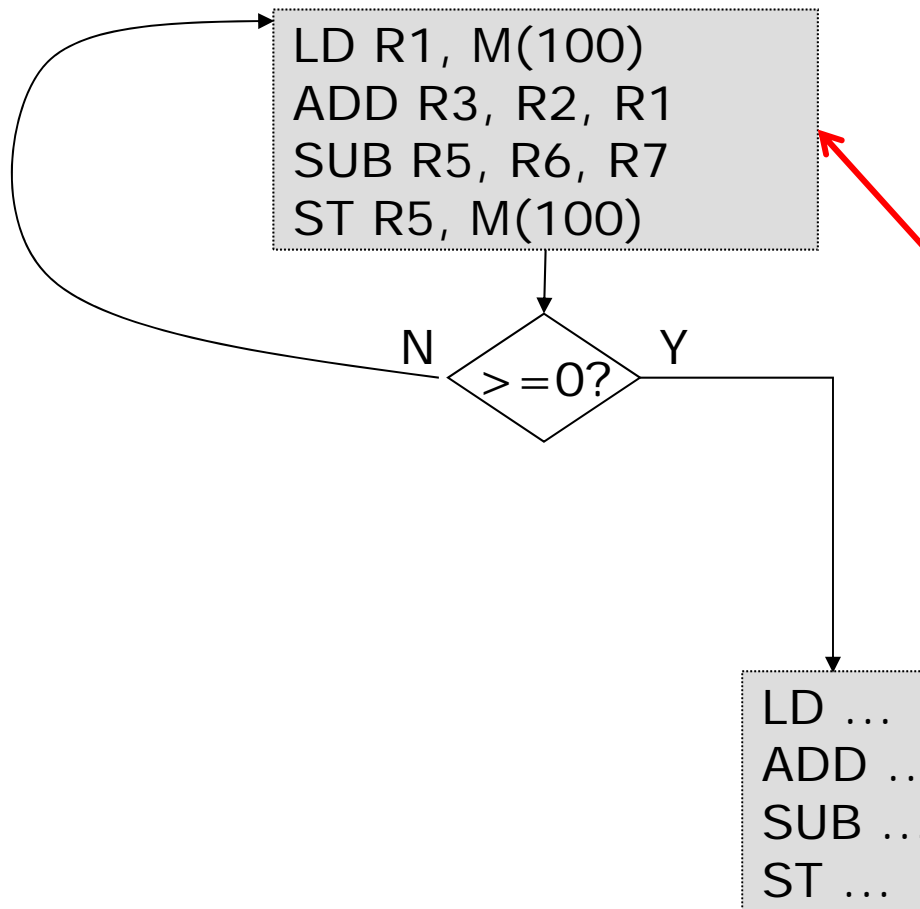 LD R1, M(100)
ADD R3, R2, R1
SUB R5, R6, R7
ST R5, M(100)
N
>=0?
Y
LD ...
ADD ...
SUB ...
ST ...